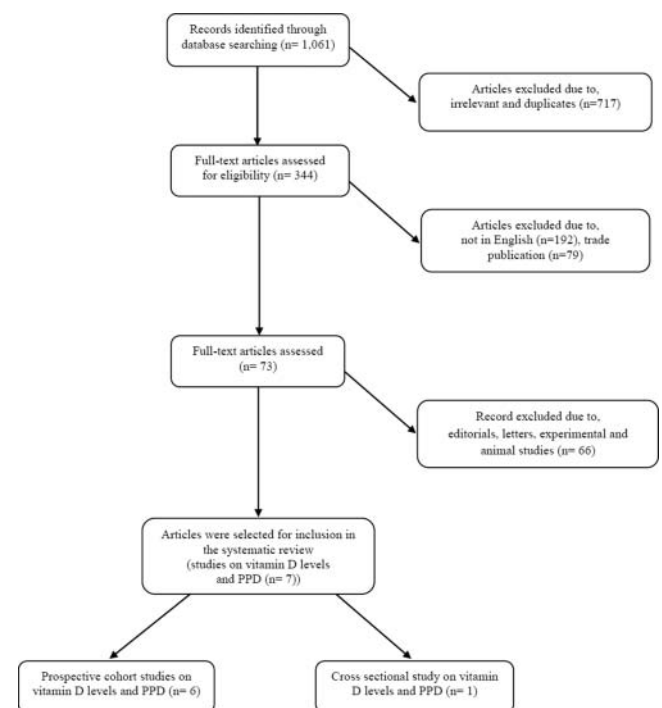 Records identified through
database searching (n= 1,061)
Articles excluded due to,
irrelevant and duplicates (n=717)
Full-text articles assessed
for eligibility (n= 344)
Articles excluded due to,
not in English (n=192), trade
publication (n=79)
Full-text articles assessed
(n= 73)
Record excluded due to,
editorials, letters, experimental and
animal studies (n= 66)
Articles were selected for inclusion in
the systematic review
(studies on vitamin D levels
and PPD (n= 7))
Prospective cohort studies on
vitamin D levels and PPD (n= 6)
Cross sectional study on vitamin
D levels and PPD (n= 1)